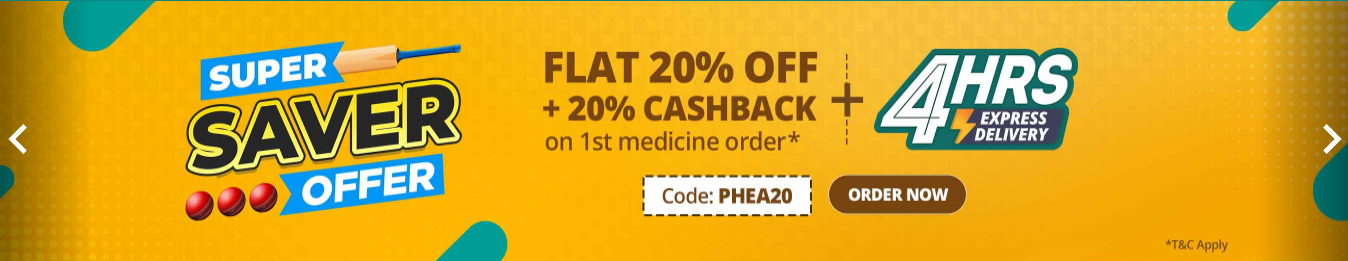 SUPER
SAVER
OFFER
FLAT 20% OFF
+ 20% CASHBACK
on 1st medicine order*
+
4HRS
EXPRESS
DELIVERY
Code: PHEA20
ORDER NOW
*T&C Apply